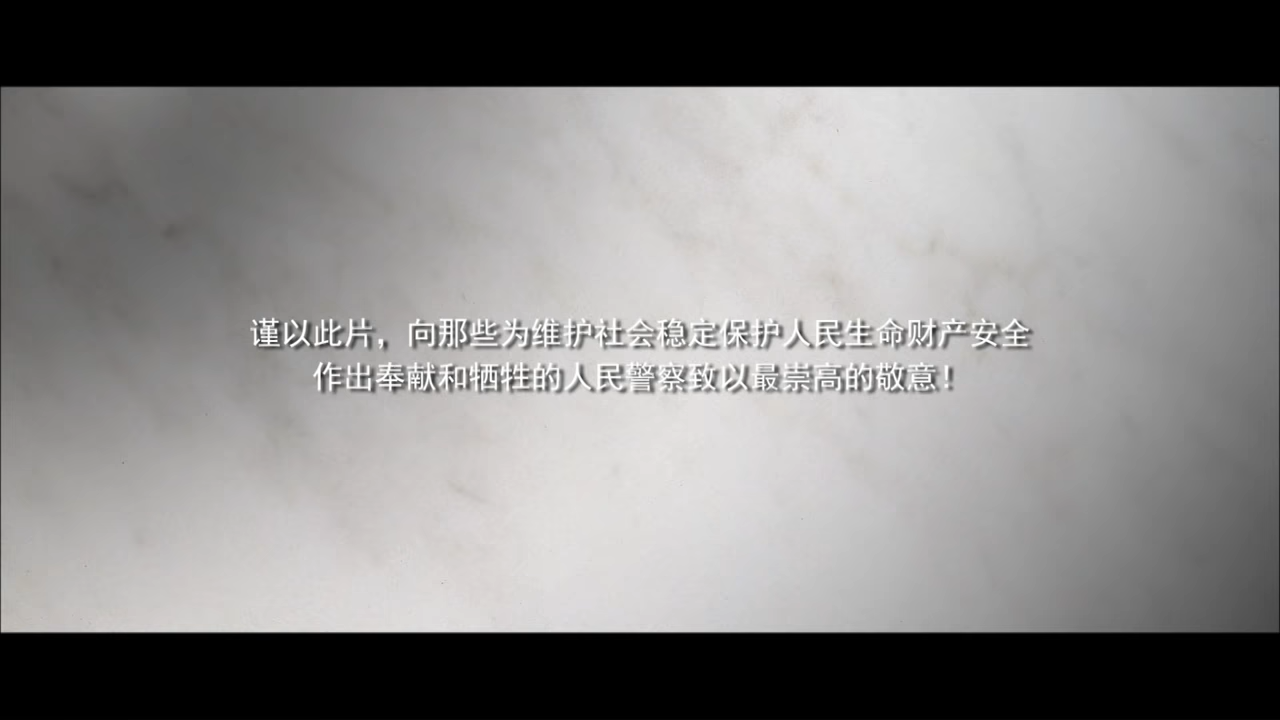 谨以此片，向那些为维护社会稳定保护人民生命财产安全
作出奉献和牺牲的人民警察致以最崇高的敬意！